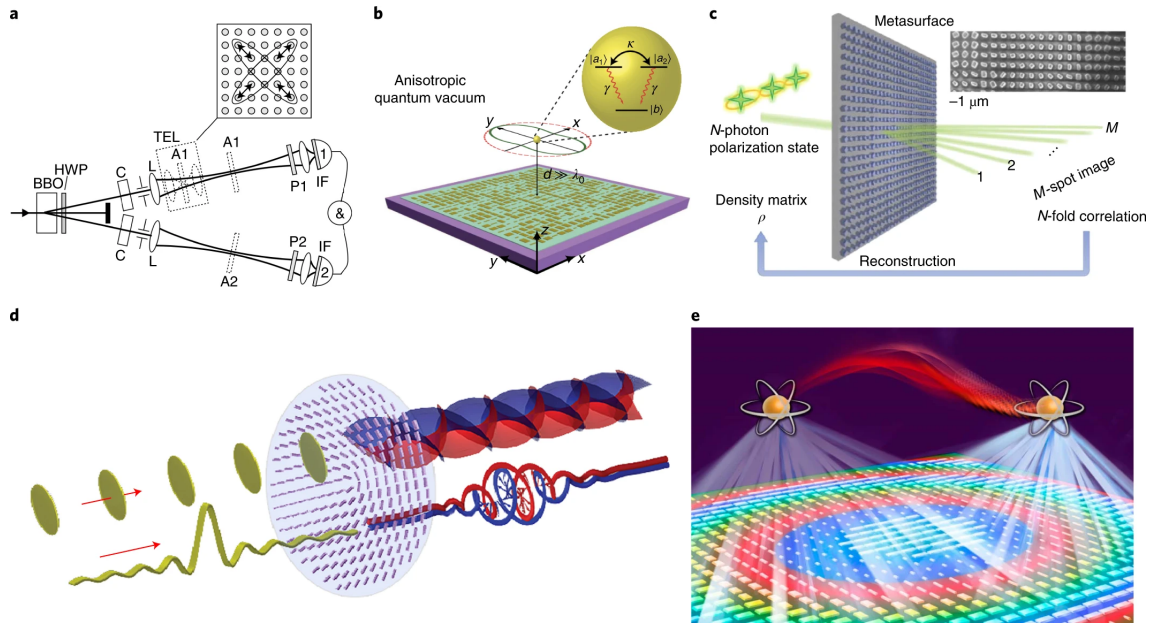 a
TEL
A1
A1
HWP
BBO
C
L
1
P1
IF
&
C
L
A2
P2
IF
2
b
Anisotropic
quantum vacuum
κ
|a₁⟩
|a₂⟩
γ
γ
|b⟩
y
x
d ≫ λ₀
z
y
x
c
Metasurface
–1 μm
N-photon
polarization state
M
2
...
1
M-spot image
N-fold correlation
Density matrix
ρ
Reconstruction
d
e